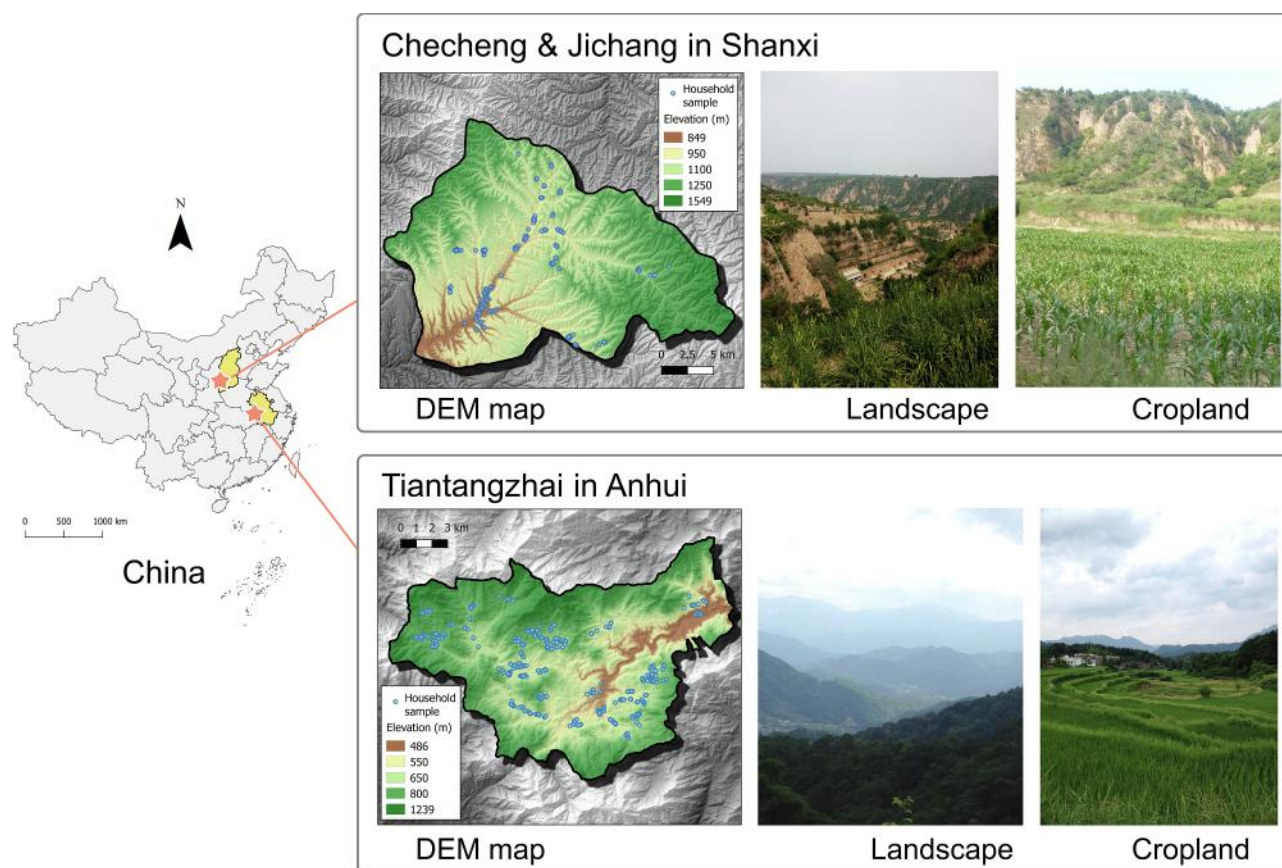 Checheng & Jichang in Shanxi
Household
sample
Elevation (m)
849
950
1100
1250
1549
0 2.5 5 km
DEM map
Landscape
Cropland
N
0 500 1000 km
China
Tiantangzhai in Anhui
0 1 2 3 km
Household
sample
Elevation (m)
486
550
650
800
1239
DEM map
Landscape
Cropland